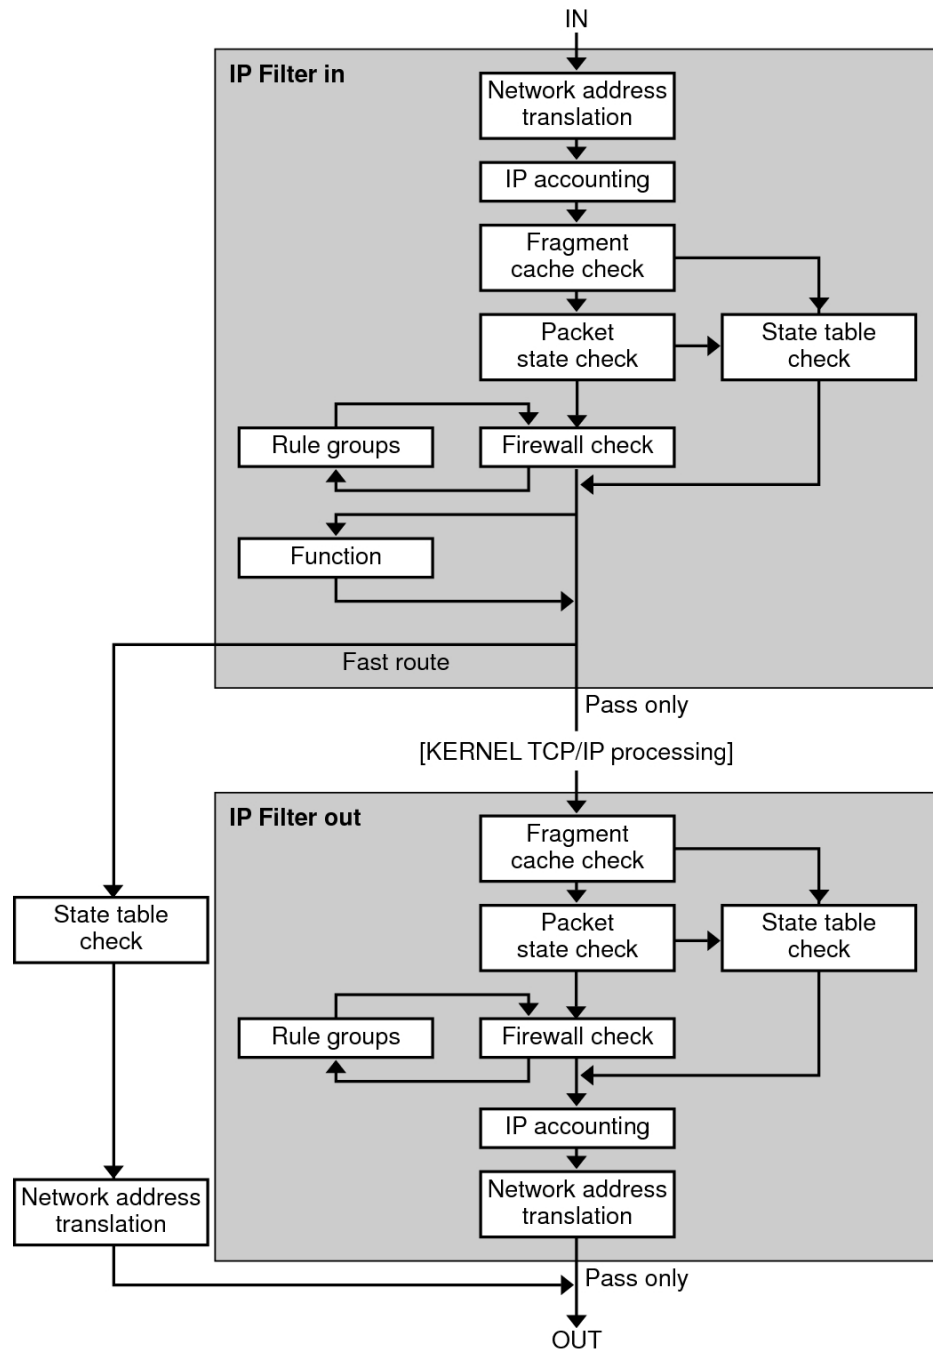 IN
IP Filter in
Network address
translation
IP accounting
Fragment
cache check
Packet
state check
State table
check
Rule groups
Firewall check
Function
Fast route
Pass only
[KERNEL TCP/IP processing]
IP Filter out
Fragment
cache check
State table
check
Packet
state check
State table
check
Rule groups
Firewall check
IP accounting
Network address
translation
Network address
translation
Pass only
OUT